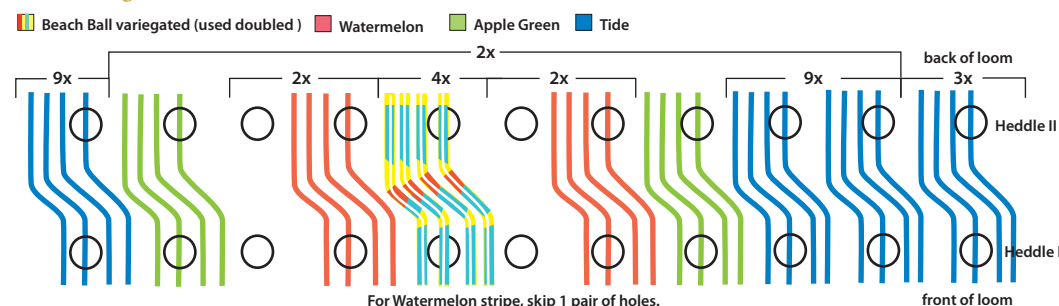 Beach Ball variegated (used doubled ) Watermelon Apple Green Tide
2x
back of loom
9x 2x 4x 2x 9x 3x
Heddle II
Heddle
For Watermelon stripe, skip 1 pair of holes.
front of loom